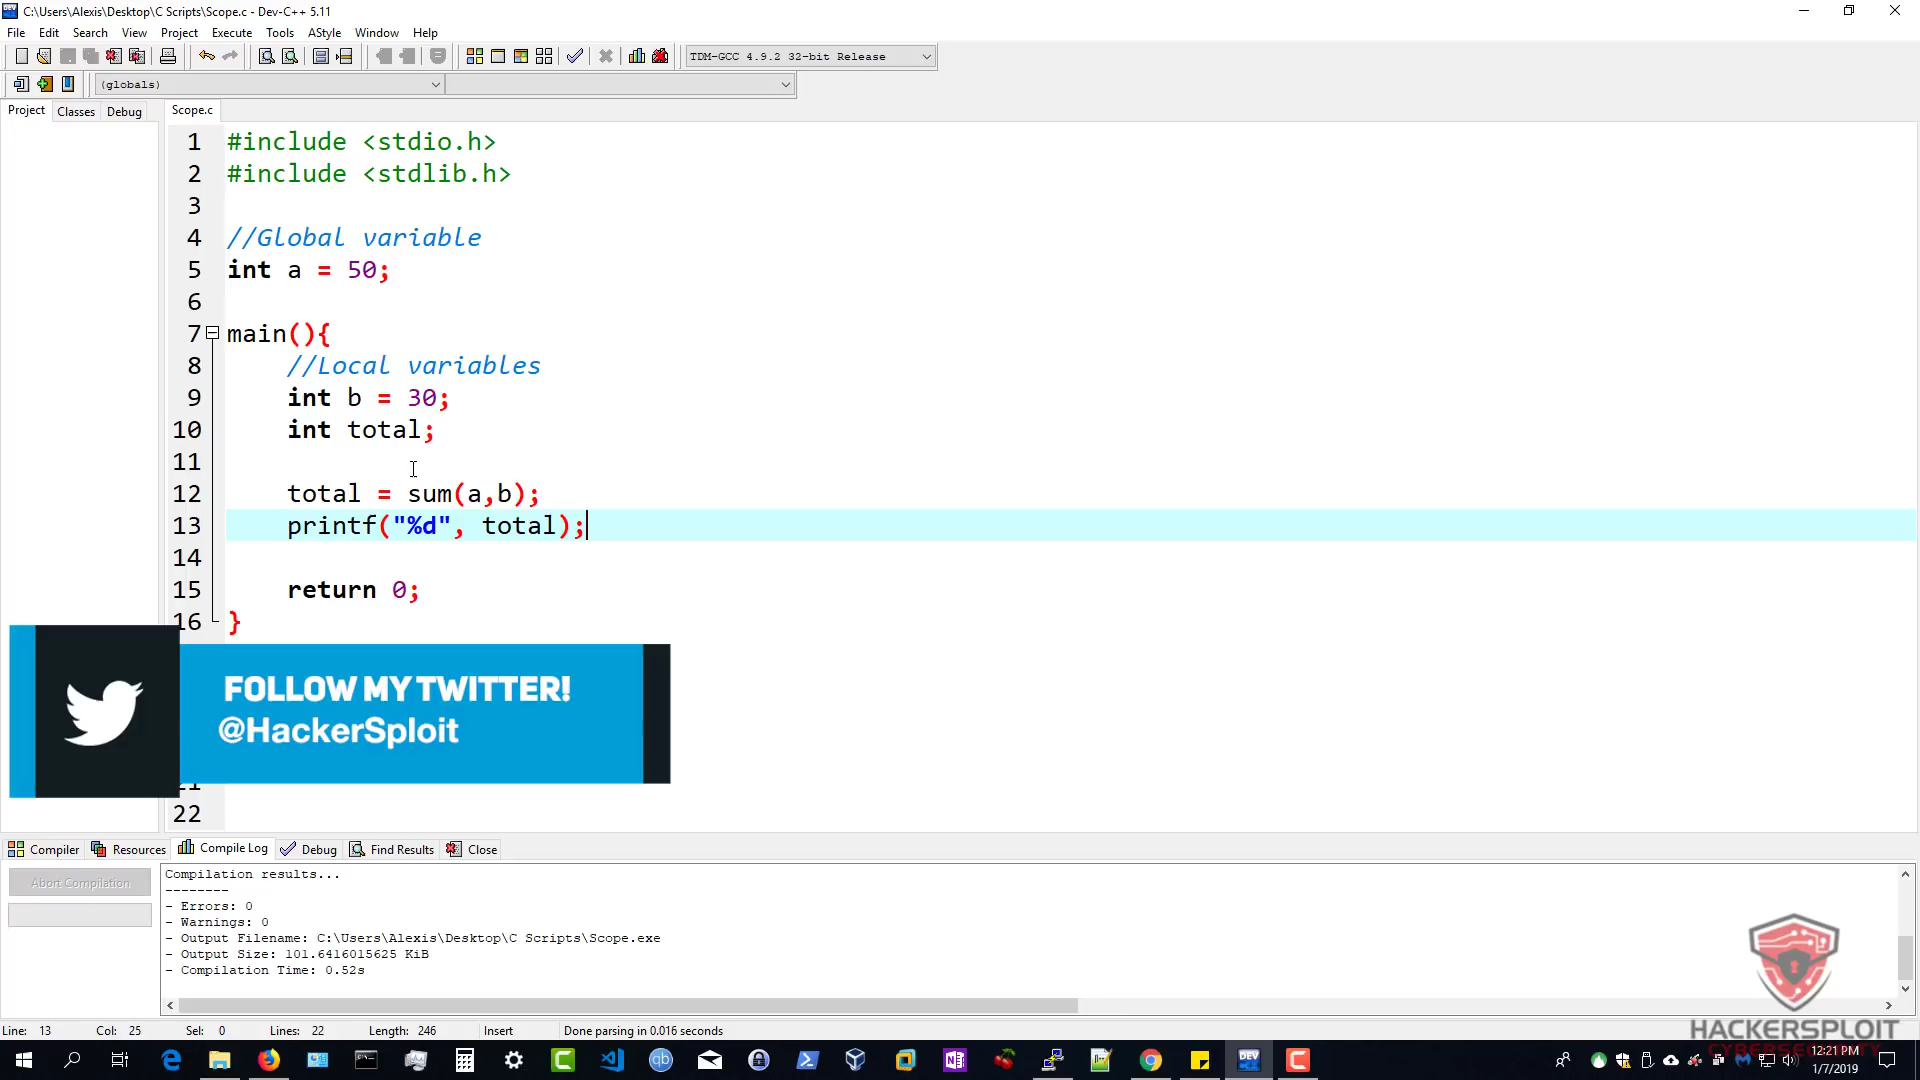 C:\Users\Alexis\Desktop\C Scripts\Scope.c - Dev-C++ 5.11
File Edit Search View Project Execute Tools AStyle Window Help
TDM-GCC 4.9.2 32-bit Release
(globals)
Project Classes Debug Scope.c
1 #include <stdio.h>
2 #include <stdlib.h>
3
4 //Global variable
5 int a = 50;
6
7 main(){
8 //Local variables
9 int b = 30;
10 int total;
11
12 total = sum(a,b);
13 printf("%d", total);
14
15 return 0;
16 }
FOLLOW MY TWITTER!
@HackerSploit
21
22
Compiler Resources Compile Log Debug Find Results Close
Abort Compilation
Compilation results...
--------
- Errors: 0
- Warnings: 0
- Output Filename: C:\Users\Alexis\Desktop\C Scripts\Scope.exe
- Output Size: 101.6416015625 KiB
- Compilation Time: 0.52s
Line: 13 Col: 25 Sel: 0 Lines: 22 Length: 246 Insert Done parsing in 0.016 seconds
HACKERSPLOIT
12:21 PM
1/7/2019